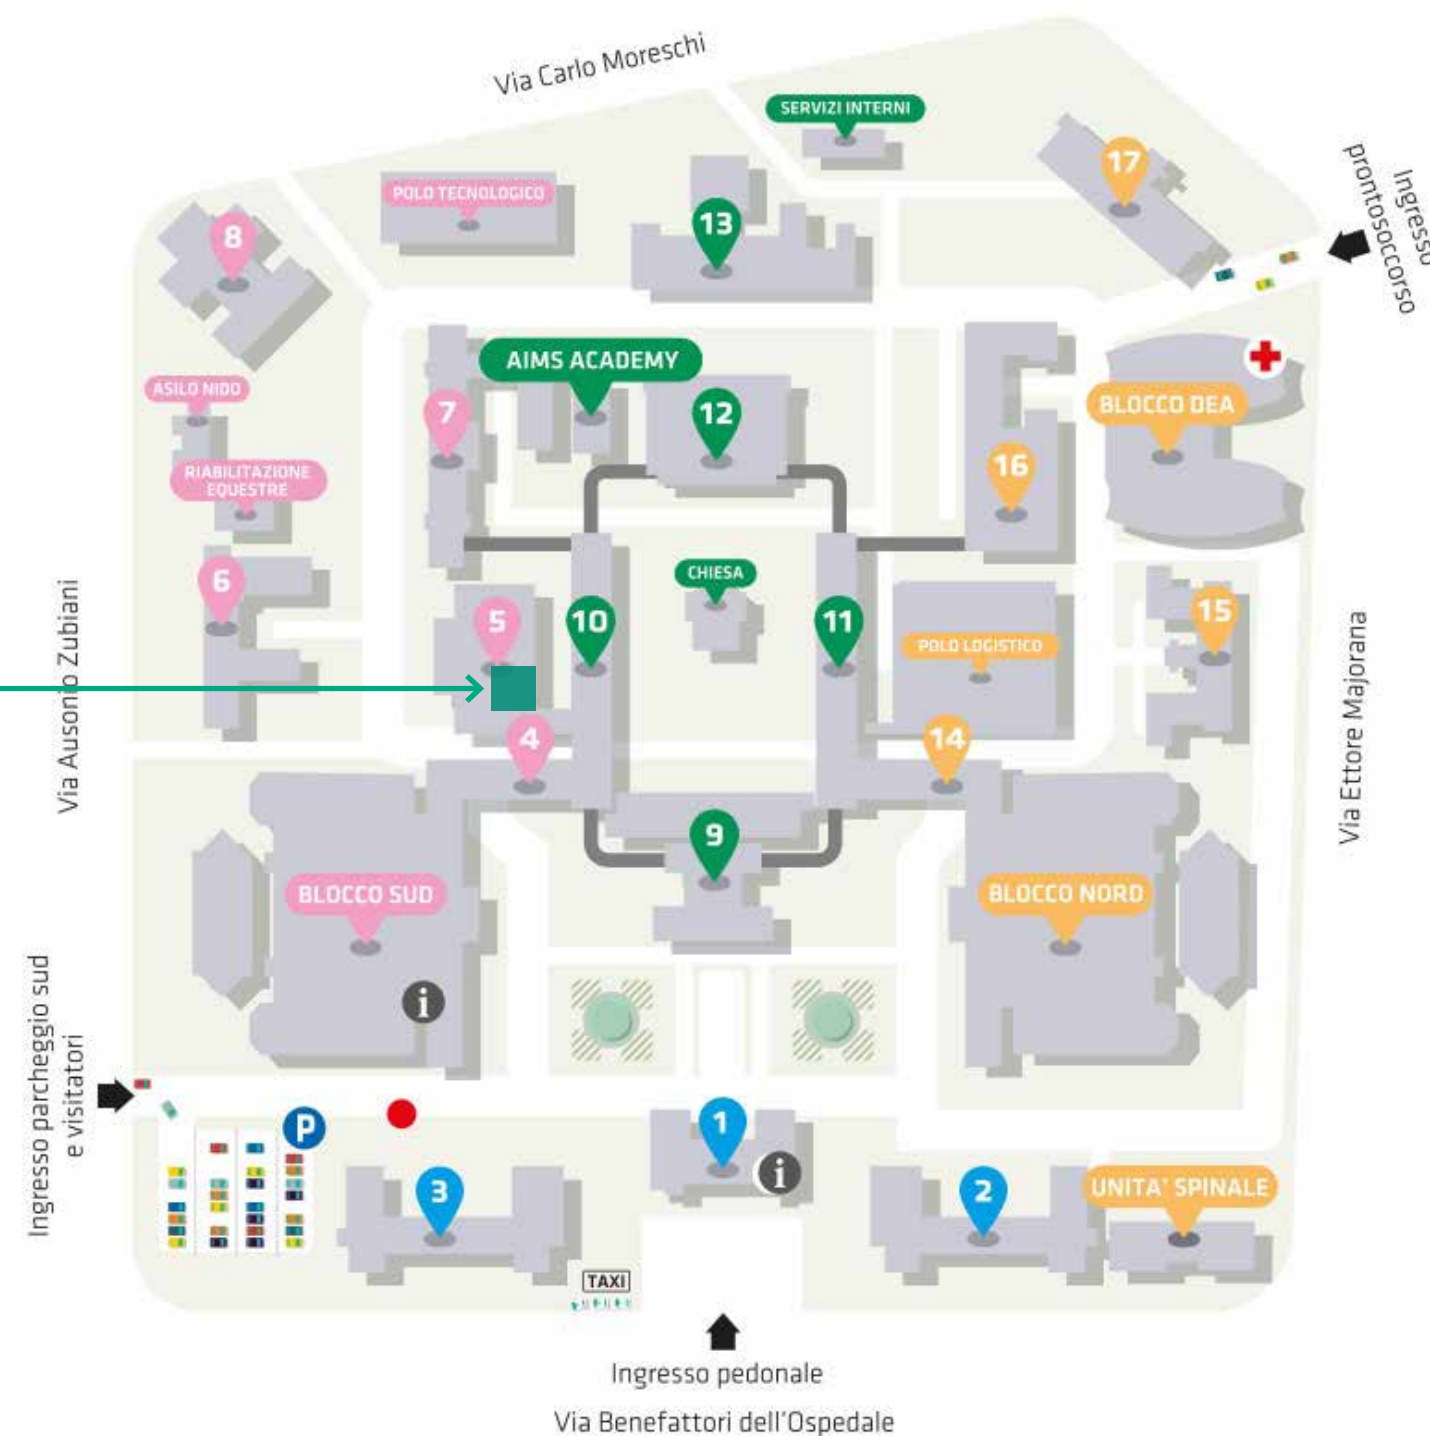 Via Carlo Moreschi
SERVIZI INTERNI
17
Ingresso
prontosoccorso
POLO TECNOLOGICO
13
8
AIMS ACADEMY
ASILO NIDO
7
12
BLOCCO DEA
16
RIABILITAZIONE
EQUESTRE
CHIESA
6
5
10
11
15
POLO LOGISTICO
Via Ausonio Zubiani
Via Ettore Majorana
4
14
9
BLOCCO SUD
BLOCCO NORD
i
Ingresso parcheggio sud
e visitatori
P
1
i
3
2
UNITA' SPINALE
TAXI
Ingresso pedonale
Via Benefattori dell'Ospedale